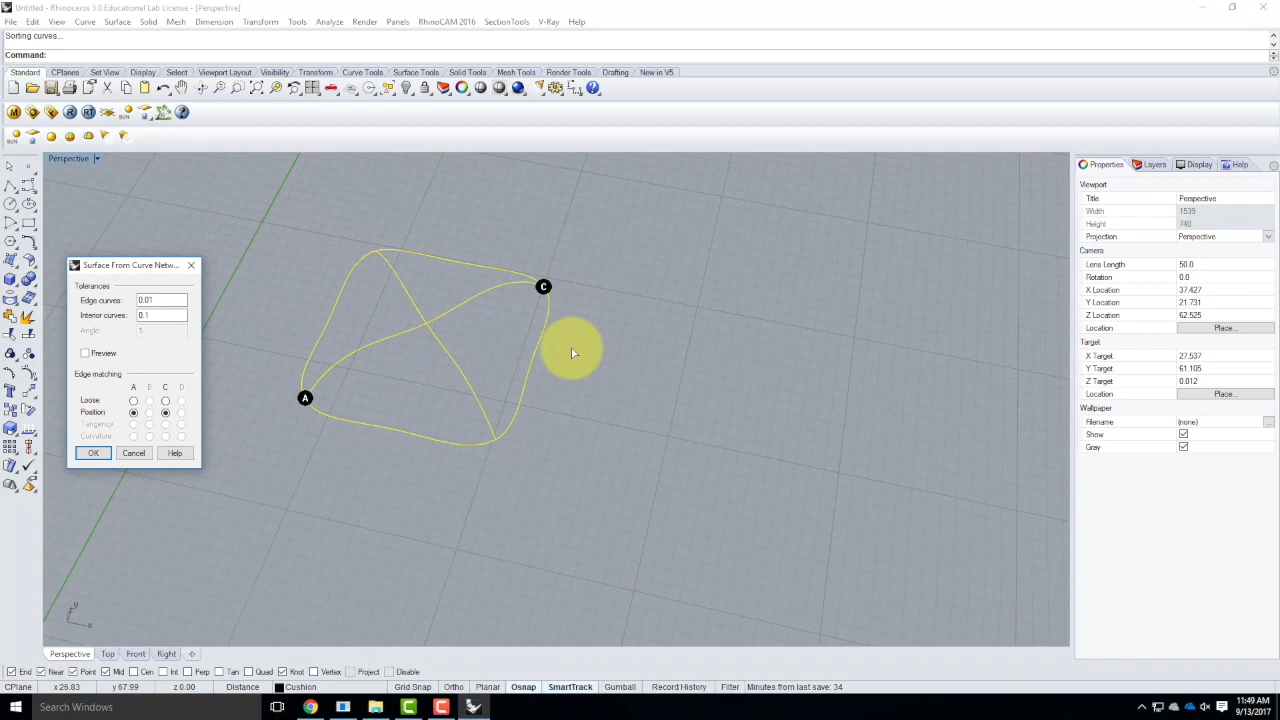 Untitled - Rhinoceros 5.0 Educational Lab License - [Perspective]
File Edit View Curve Surface Solid Mesh Dimension Transform Tools Analyze Render Panels RhinoCAM 2016 SectionTools V-Ray Help
Sorting curves...
Command:
Standard CPlanes Set View Display Select Viewport Layout Visibility Transform Curve Tools Surface Tools Solid Tools Mesh Tools Render Tools Drafting New in V5
M R RT SUN
SUN
Perspective
Properties Layers Display Help
Viewport
Title Perspective
Width 1539
Height 740
Projection Perspective
Camera
Lens Length 50.0
Rotation 0.0
X Location 37.427
Y Location 21.731
Z Location 62.525
Location Place...
Target
X Target 27.537
Y Target 61.105
Z Target 0.012
Location Place...
Wallpaper
Filename (none) ...
Show
Gray
Surface From Curve Netw...
Tolerances
Edge curves: 0.01
Interior curves: 0.1
Angle: 1
Preview
Edge matching
A B C D
Loose
Position
Tangency
Curvature
OK Cancel Help
C
A
y
x
Perspective Top Front Right
End Near Point Mid Cen Int Perp Tan Quad Knot Vertex Project Disable
CPlane x 26.83 y 67.99 z 0.00 Distance Cushion Grid Snap Ortho Planar Osnap SmartTrack Gumball Record History Filter Minutes from last save: 34
Search Windows
11:49 AM
9/13/2017